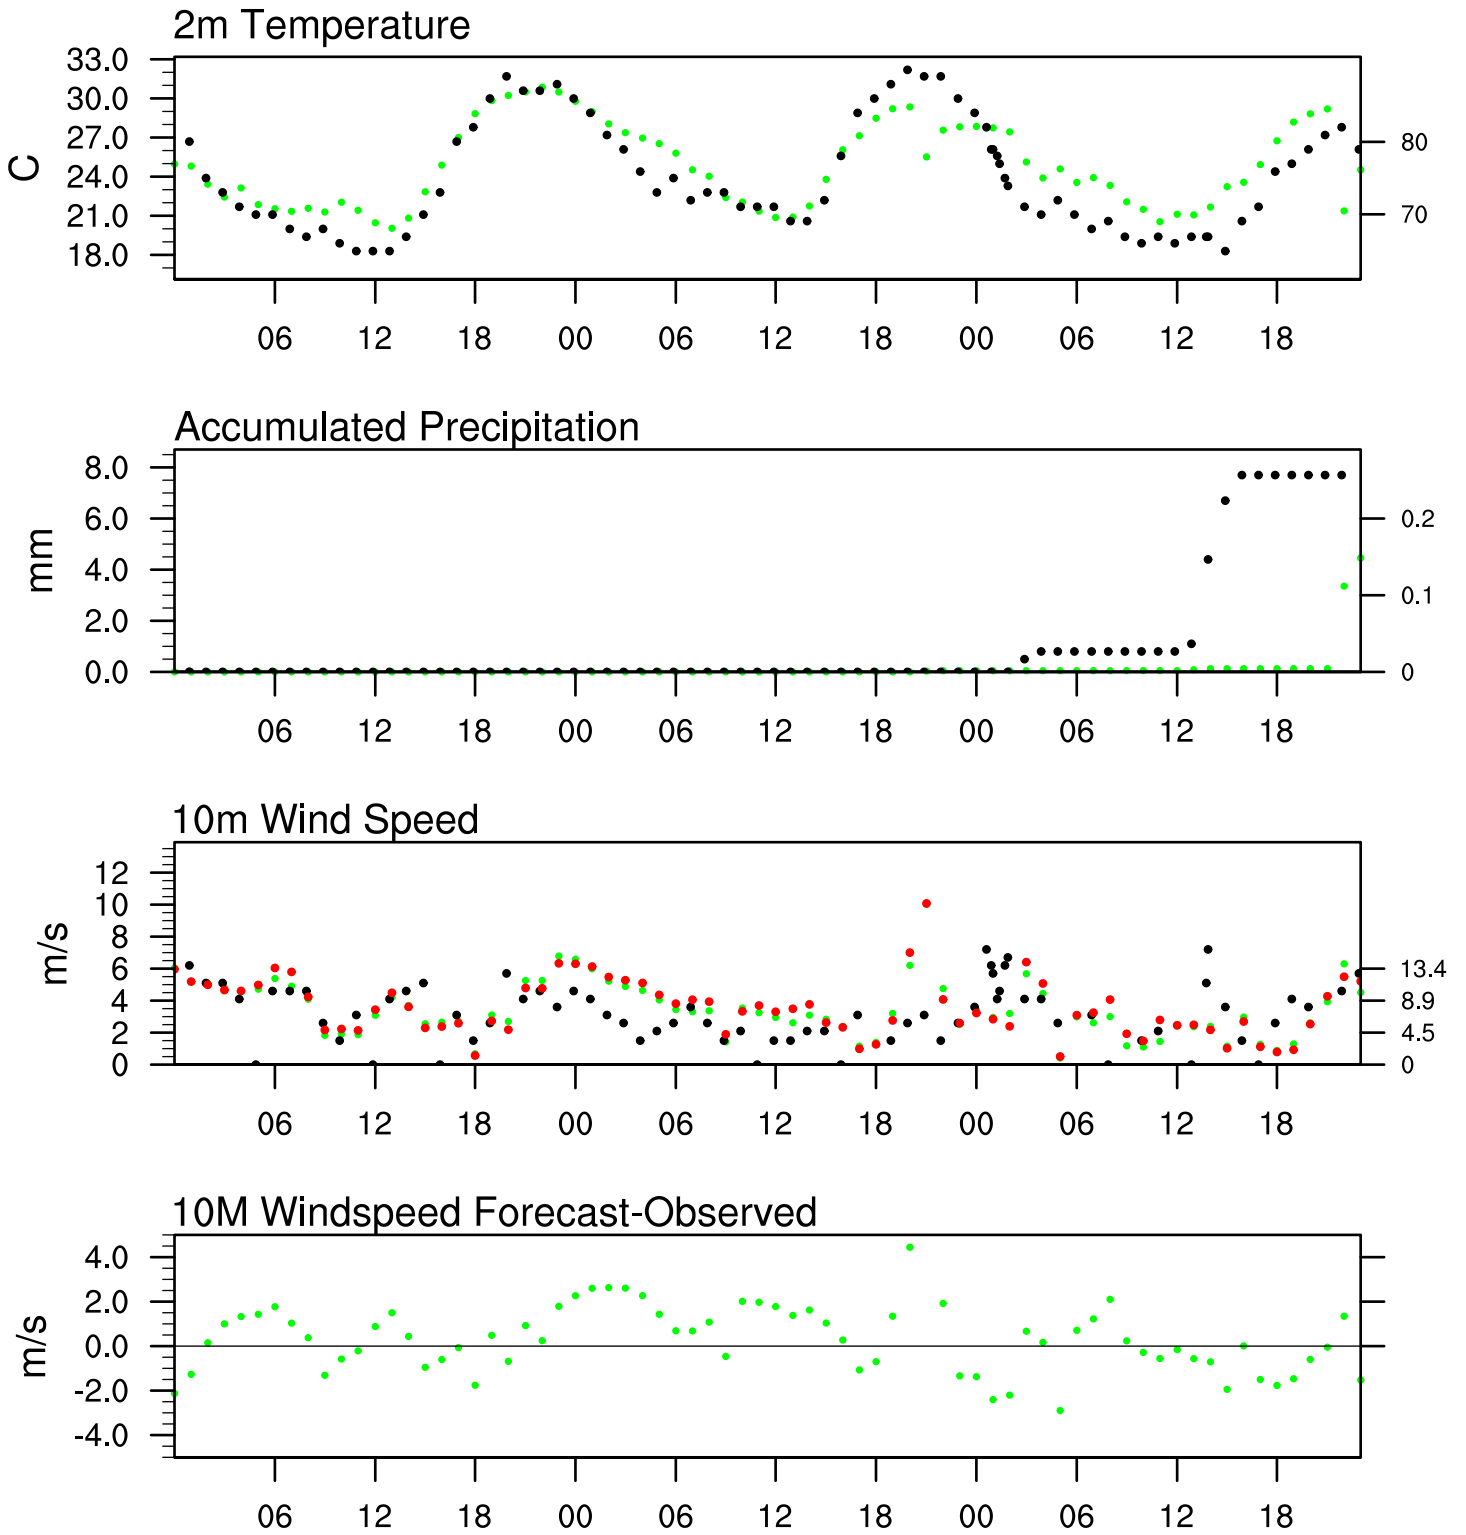 2m Temperature
33.0
30.0
27.0
24.0
21.0
18.0
C
80
70
06 12 18 00 06 12 18 00 06 12 18
Accumulated Precipitation
8.0
6.0
4.0
2.0
0.0
mm
0.2
0.1
0
06 12 18 00 06 12 18 00 06 12 18
10m Wind Speed
12
10
8
6
4
2
0
m/s
13.4
8.9
4.5
0
06 12 18 00 06 12 18 00 06 12 18
10M Windspeed Forecast-Observed
4.0
2.0
0.0
-2.0
-4.0
m/s
06 12 18 00 06 12 18 00 06 12 18